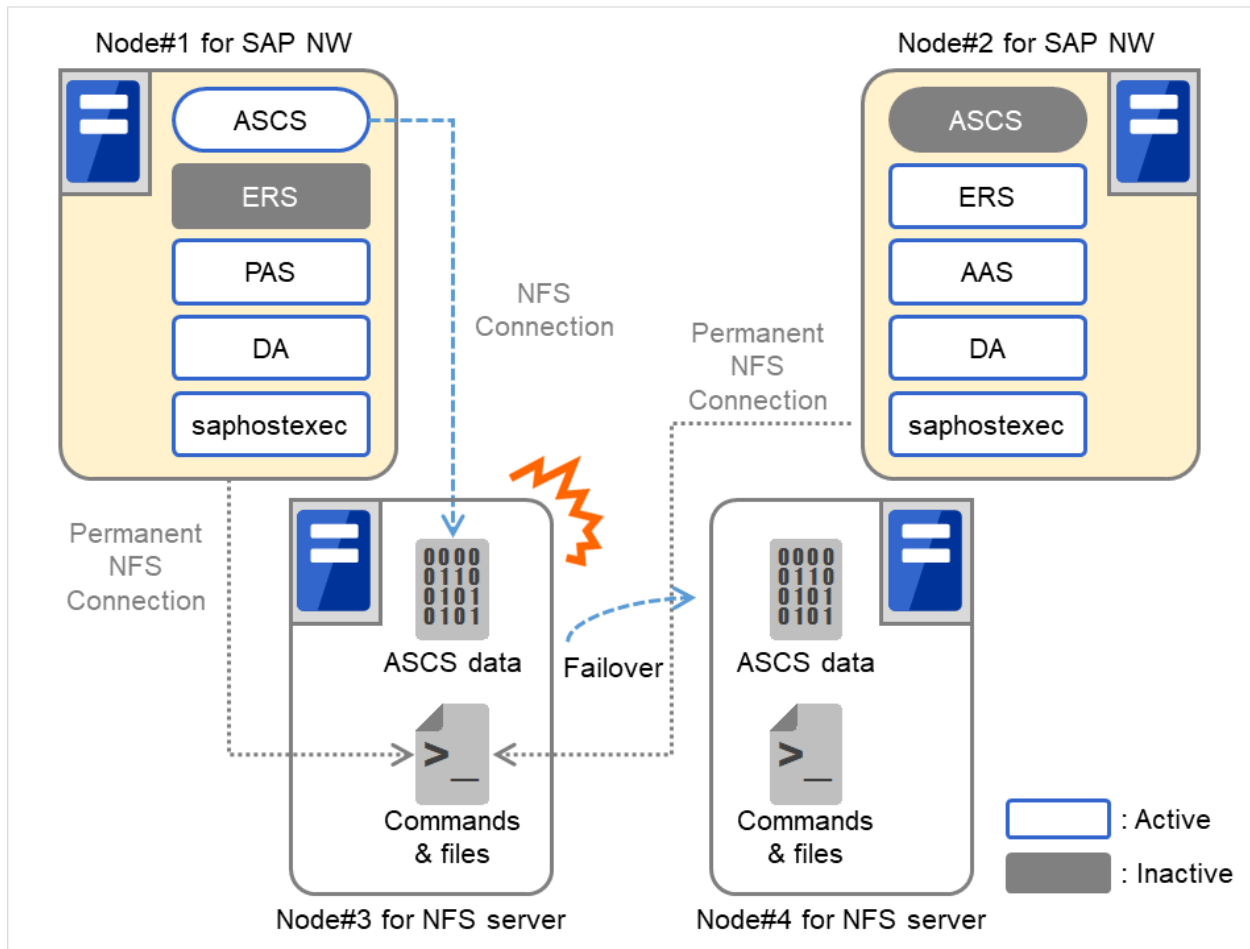 Node#1 for SAP NW
ASCS
ERS
PAS
DA
saphostexec
Node#2 for SAP NW
ASCS
ERS
AAS
DA
saphostexec
NFS
Connection
Permanent
NFS
Connection
Permanent
NFS
Connection
0000
0110
0101
0101
ASCS data
Failover
0000
0110
0101
0101
ASCS data
>_
Commands
& files
>_
Commands
& files
: Active
: Inactive
Node#3 for NFS server
Node#4 for NFS server